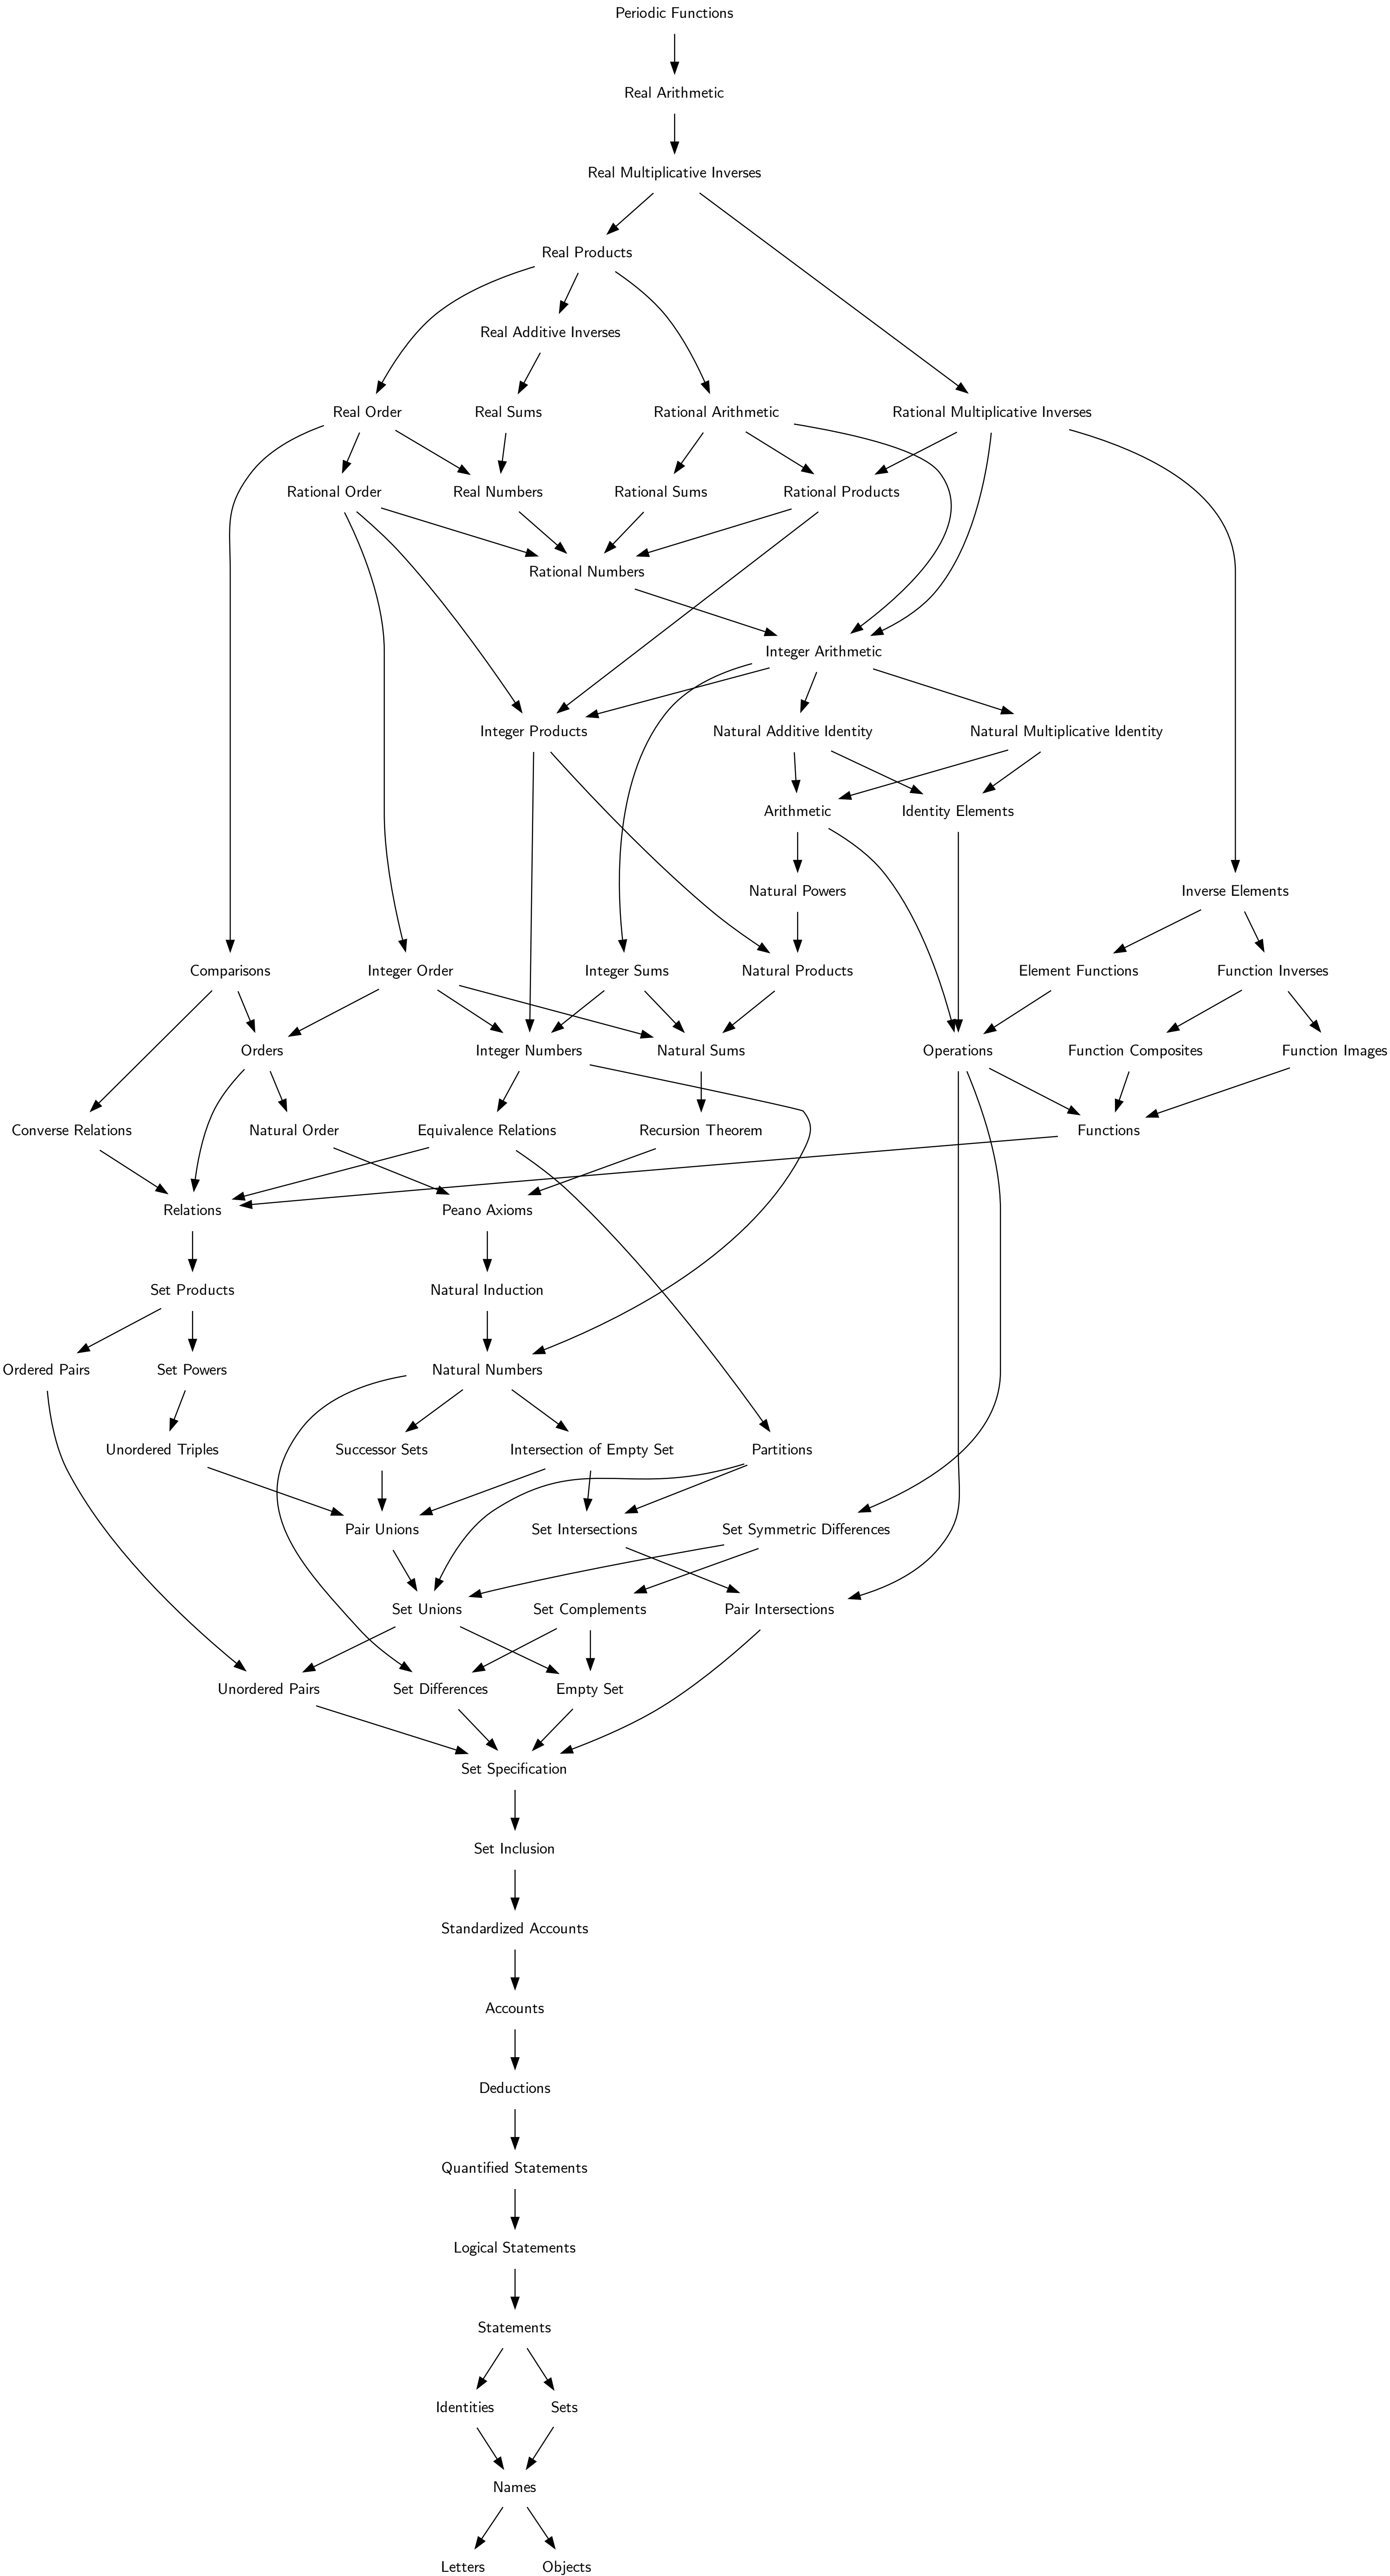 Periodic Functions
Real Arithmetic
Real Multiplicative Inverses
Real Products
Real Additive Inverses
Real Order
Real Sums
Rational Arithmetic
Rational Multiplicative Inverses
Rational Order
Real Numbers
Rational Sums
Rational Products
Rational Numbers
Integer Arithmetic
Integer Products
Natural Additive Identity
Natural Multiplicative Identity
Arithmetic
Identity Elements
Natural Powers
Inverse Elements
Comparisons
Integer Order
Integer Sums
Natural Products
Element Functions
Function Inverses
Orders
Integer Numbers
Natural Sums
Operations
Function Composites
Function Images
Converse Relations
Natural Order
Equivalence Relations
Recursion Theorem
Functions
Relations
Peano Axioms
Set Products
Natural Induction
Ordered Pairs
Set Powers
Natural Numbers
Unordered Triples
Successor Sets
Intersection of Empty Set
Partitions
Pair Unions
Set Intersections
Set Symmetric Differences
Set Unions
Set Complements
Pair Intersections
Unordered Pairs
Set Differences
Empty Set
Set Specification
Set Inclusion
Standardized Accounts
Accounts
Deductions
Quantified Statements
Logical Statements
Statements
Identities
Sets
Names
Letters
Objects